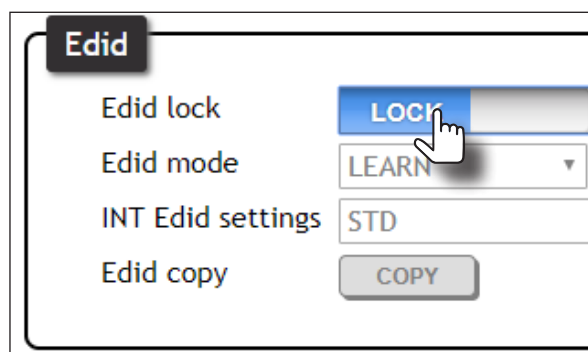 Edid
Edid lock LOCK
Edid mode LEARN
INT Edid settings STD
Edid copy COPY